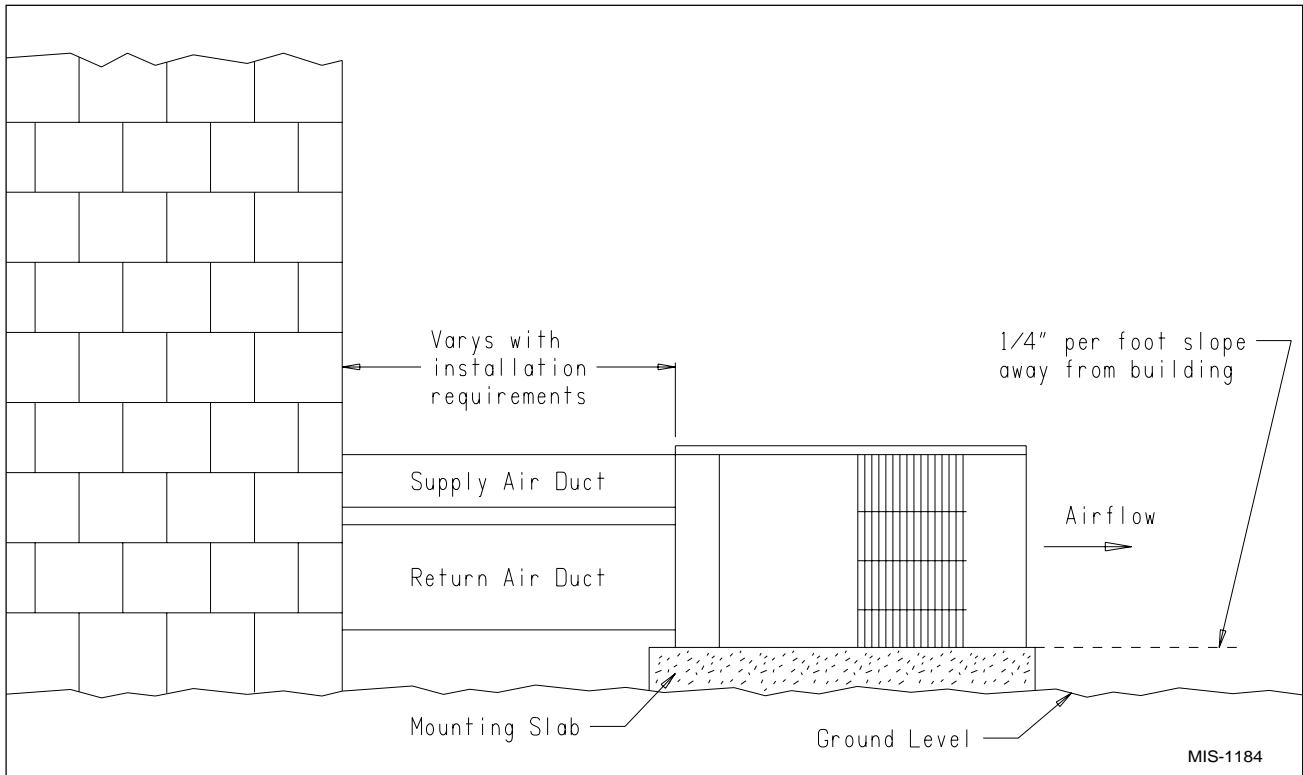 Varys with
installation
requirements
1/4" per foot slope
away from building
Supply Air Duct
Airflow
Return Air Duct
Mounting Slab
Ground Level
MIS-1184